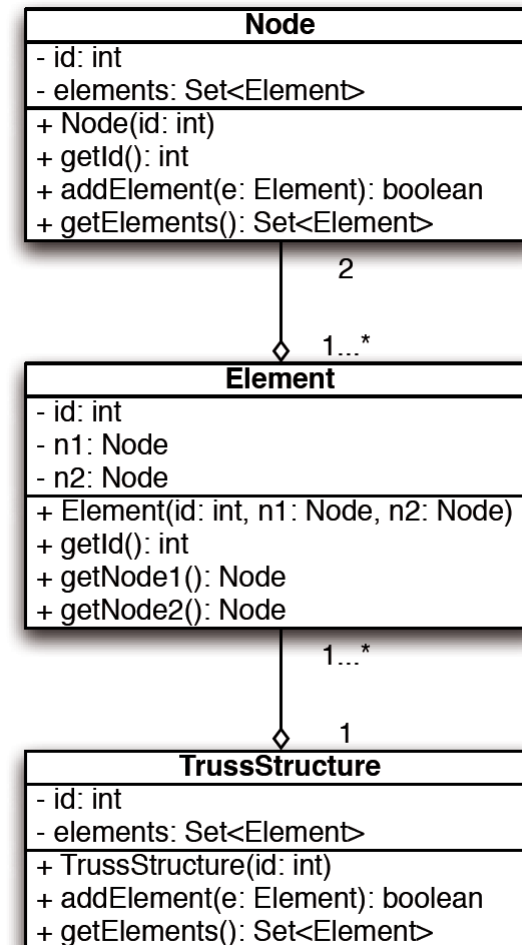 Node
- id: int
- elements: Set<Element>
+ Node(id: int)
+ getId(): int
+ addElement(e: Element): boolean
+ getElements(): Set<Element>
2
1...*
Element
- id: int
- n1: Node
- n2: Node
+ Element(id: int, n1: Node, n2: Node)
+ getId(): int
+ getNode1(): Node
+ getNode2(): Node
1...*
1
TrussStructure
- id: int
- elements: Set<Element>
+ TrussStructure(id: int)
+ addElement(e: Element): boolean
+ getElements(): Set<Element>